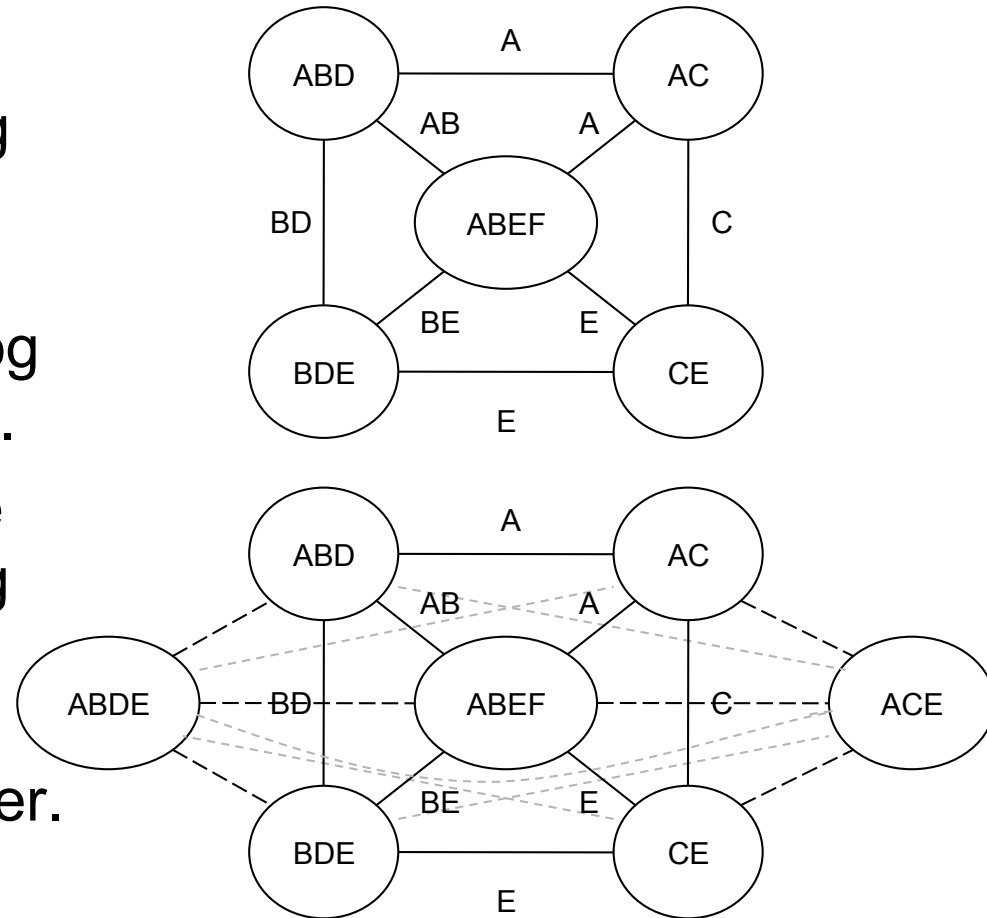 A
ABD AC
g
AB A
BD ABEF C
og
BE E
.
BDE CE
E
e
A
ABD AC
g
AB A
ABDE BD ABEF C ACE
er.
BE E
BDE CE
E